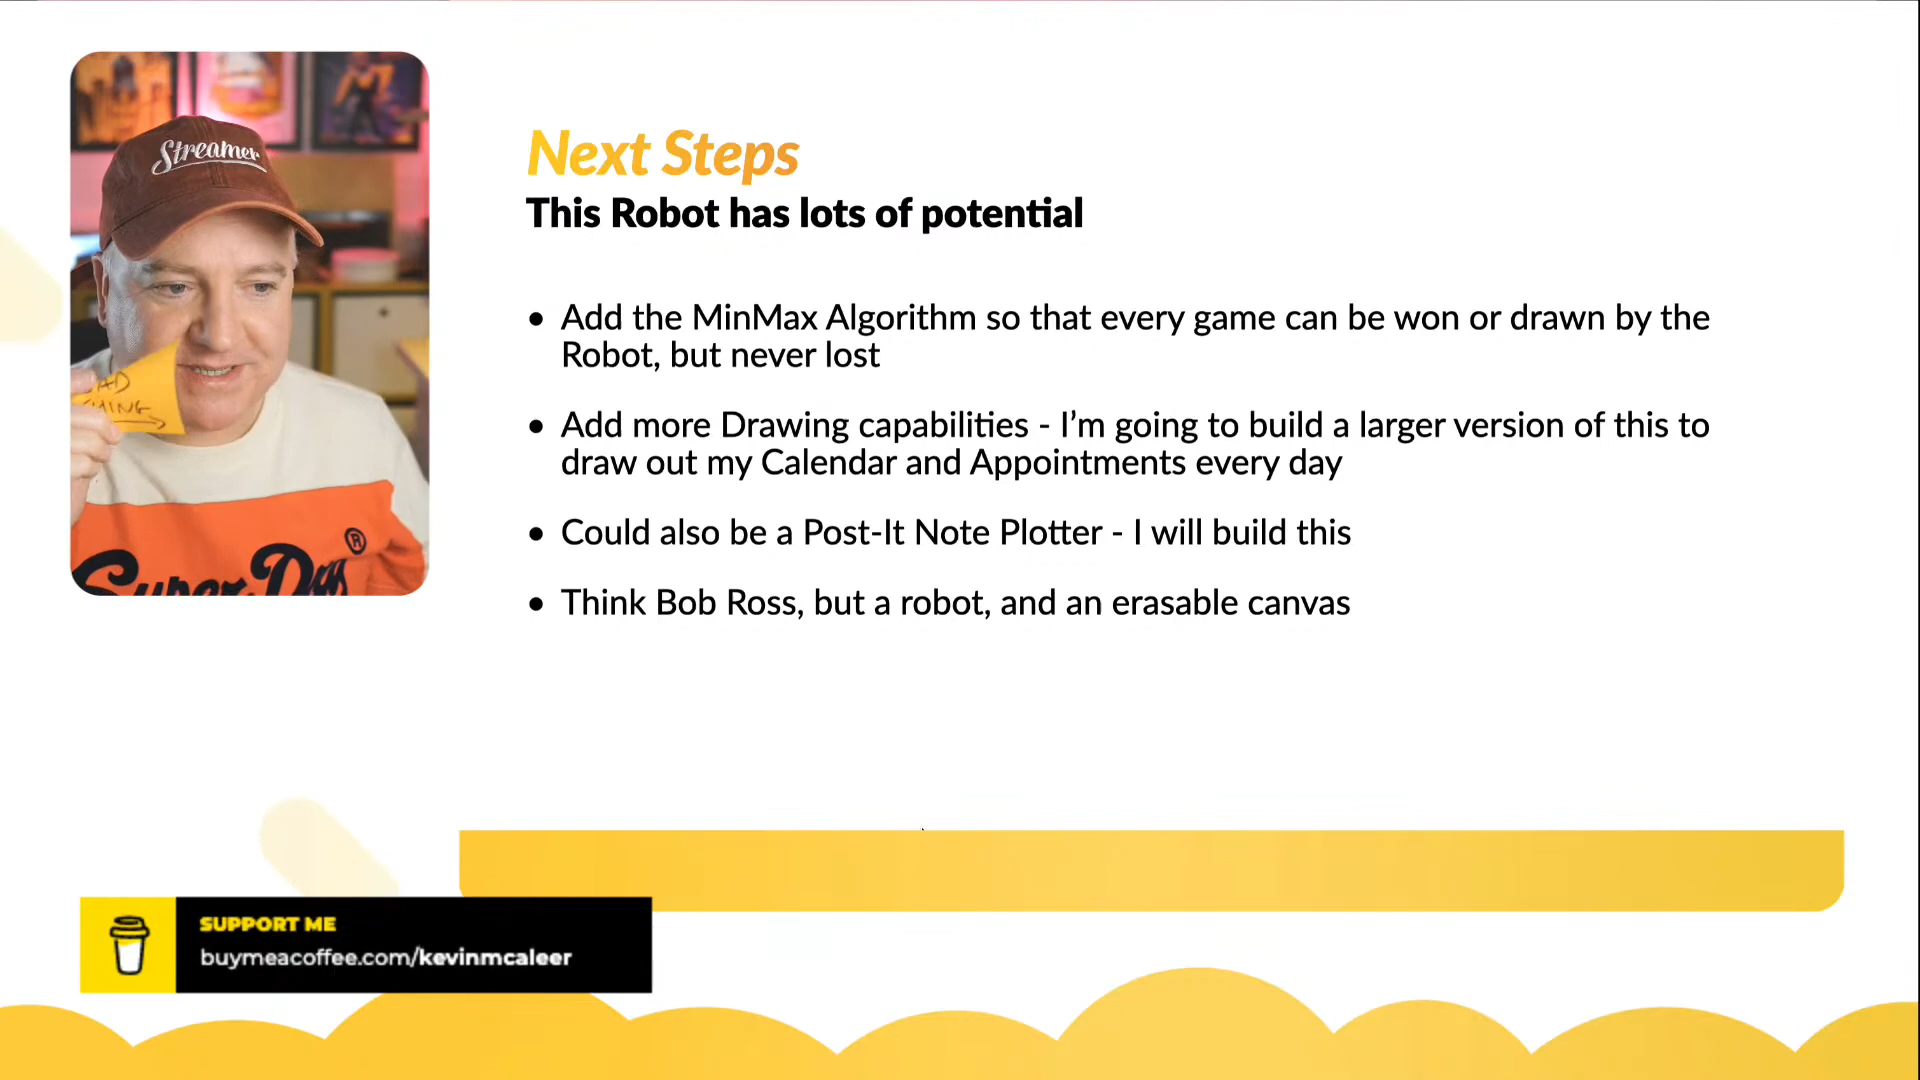 Streamer
Next Steps
This Robot has lots of potential
• Add the MinMax Algorithm so that every game can be won or drawn by the
Robot, but never lost
• Add more Drawing capabilities - I’m going to build a larger version of this to
draw out my Calendar and Appointments every day
• Could also be a Post-It Note Plotter - I will build this
• Think Bob Ross, but a robot, and an erasable canvas
Super
®
SUPPORT ME
buymeacoffee.com/kevinmcaleer